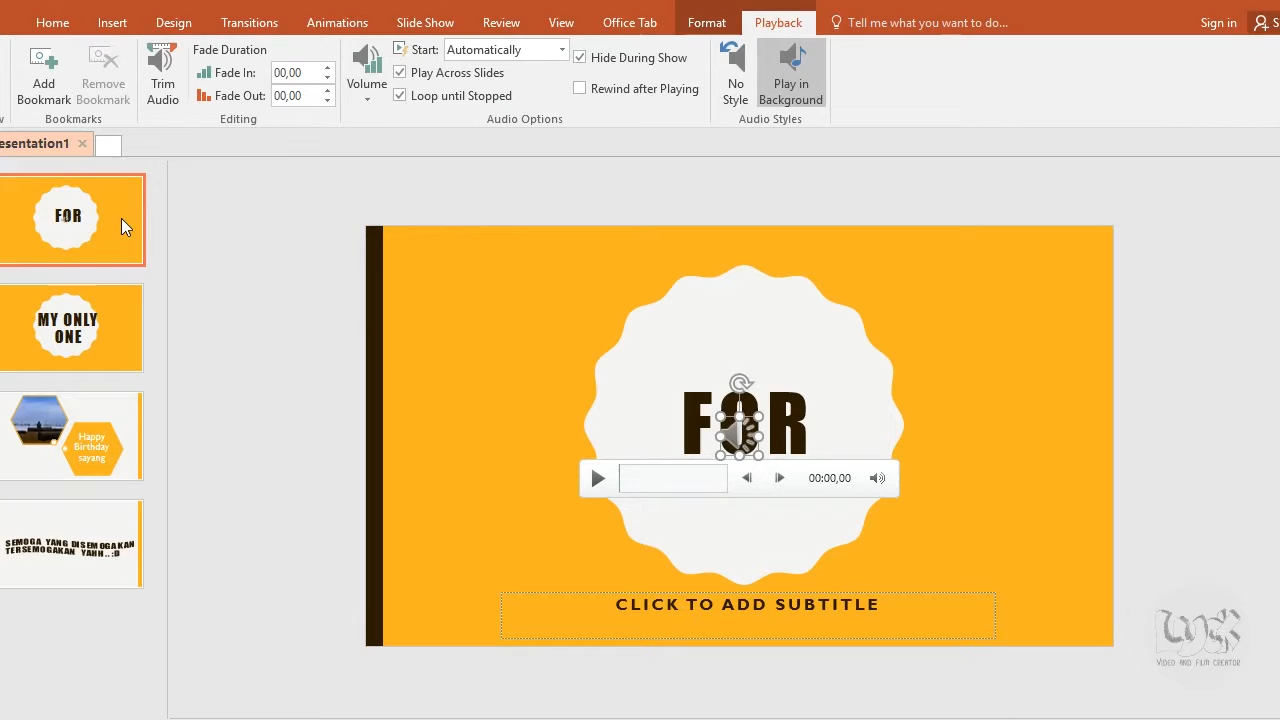 Home Insert Design Transitions Animations Slide Show Review View Office Tab Format Playback Tell me what you want to do... Sign in S
Add Bookmark
Remove Bookmark
Bookmarks
Trim Audio
Fade Duration
Fade In: 00,00
Fade Out: 00,00
Editing
Volume
Start: Automatically
Play Across Slides
Loop until Stopped
Hide During Show
Rewind after Playing
Audio Options
No Style
Play in Background
Audio Styles
esentation1
FOR
MY ONLY
ONE
Happy
Birthday
sayang
SEMOGA YANG DISEMOGAKAN
TERSEMOGAKAN YAHH..:D
FOR
00:00,00
CLICK TO ADD SUBTITLE
VIDEO AND FILM CREATOR